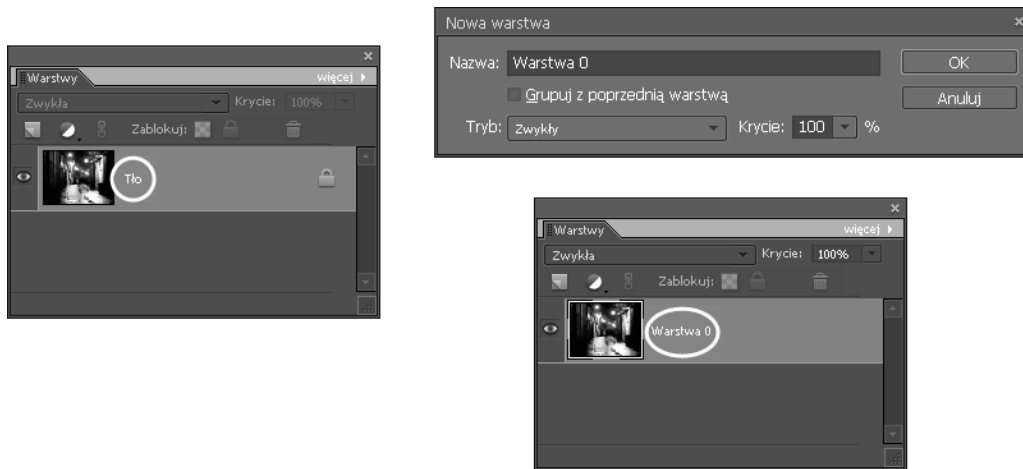 Warstwy więcej
Zwykła Krycie: 100%
Zablokuj:
Tło
Nowa warstwa
Nazwa: Warstwa 0 OK
Grupuj z poprzednią warstwą Anuluj
Tryb: Zwykły Krycie: 100 %
Warstwy więcej
Zwykła Krycie: 100%
Zablokuj:
Warstwa 0